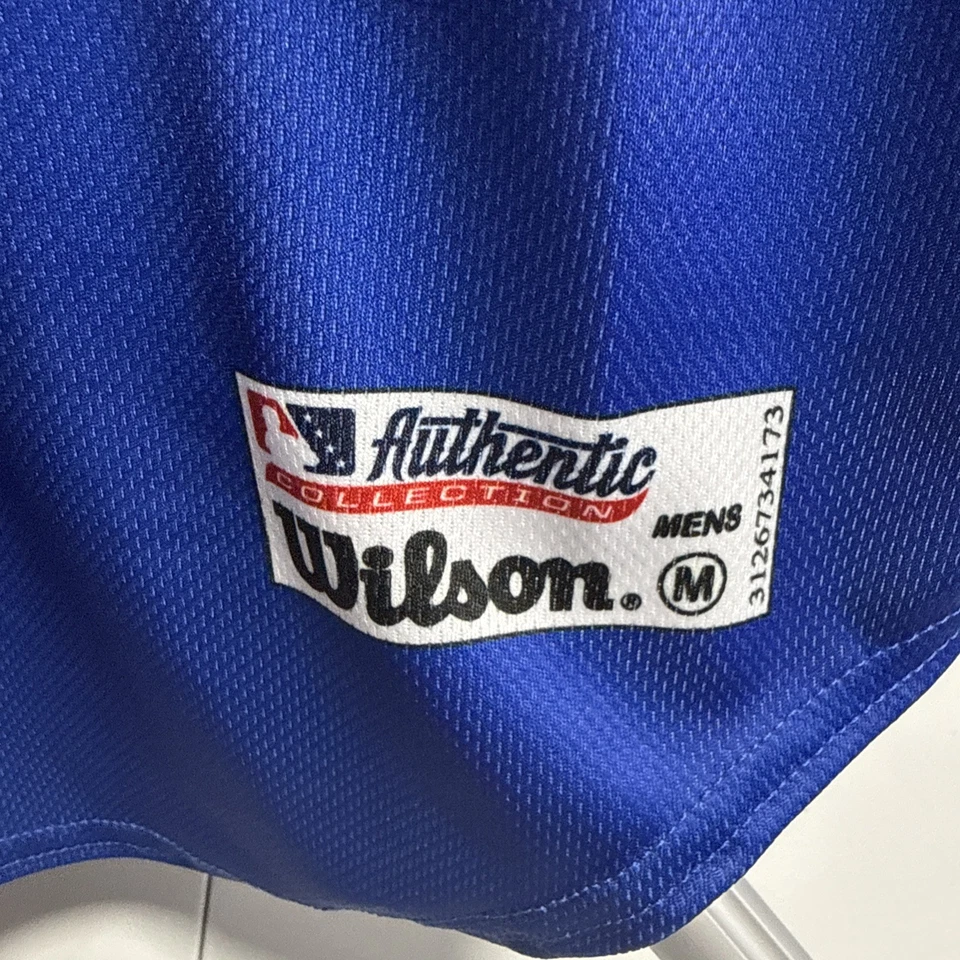 Authentic
COLLECTION
Wilson®
MENS
M
3126734173